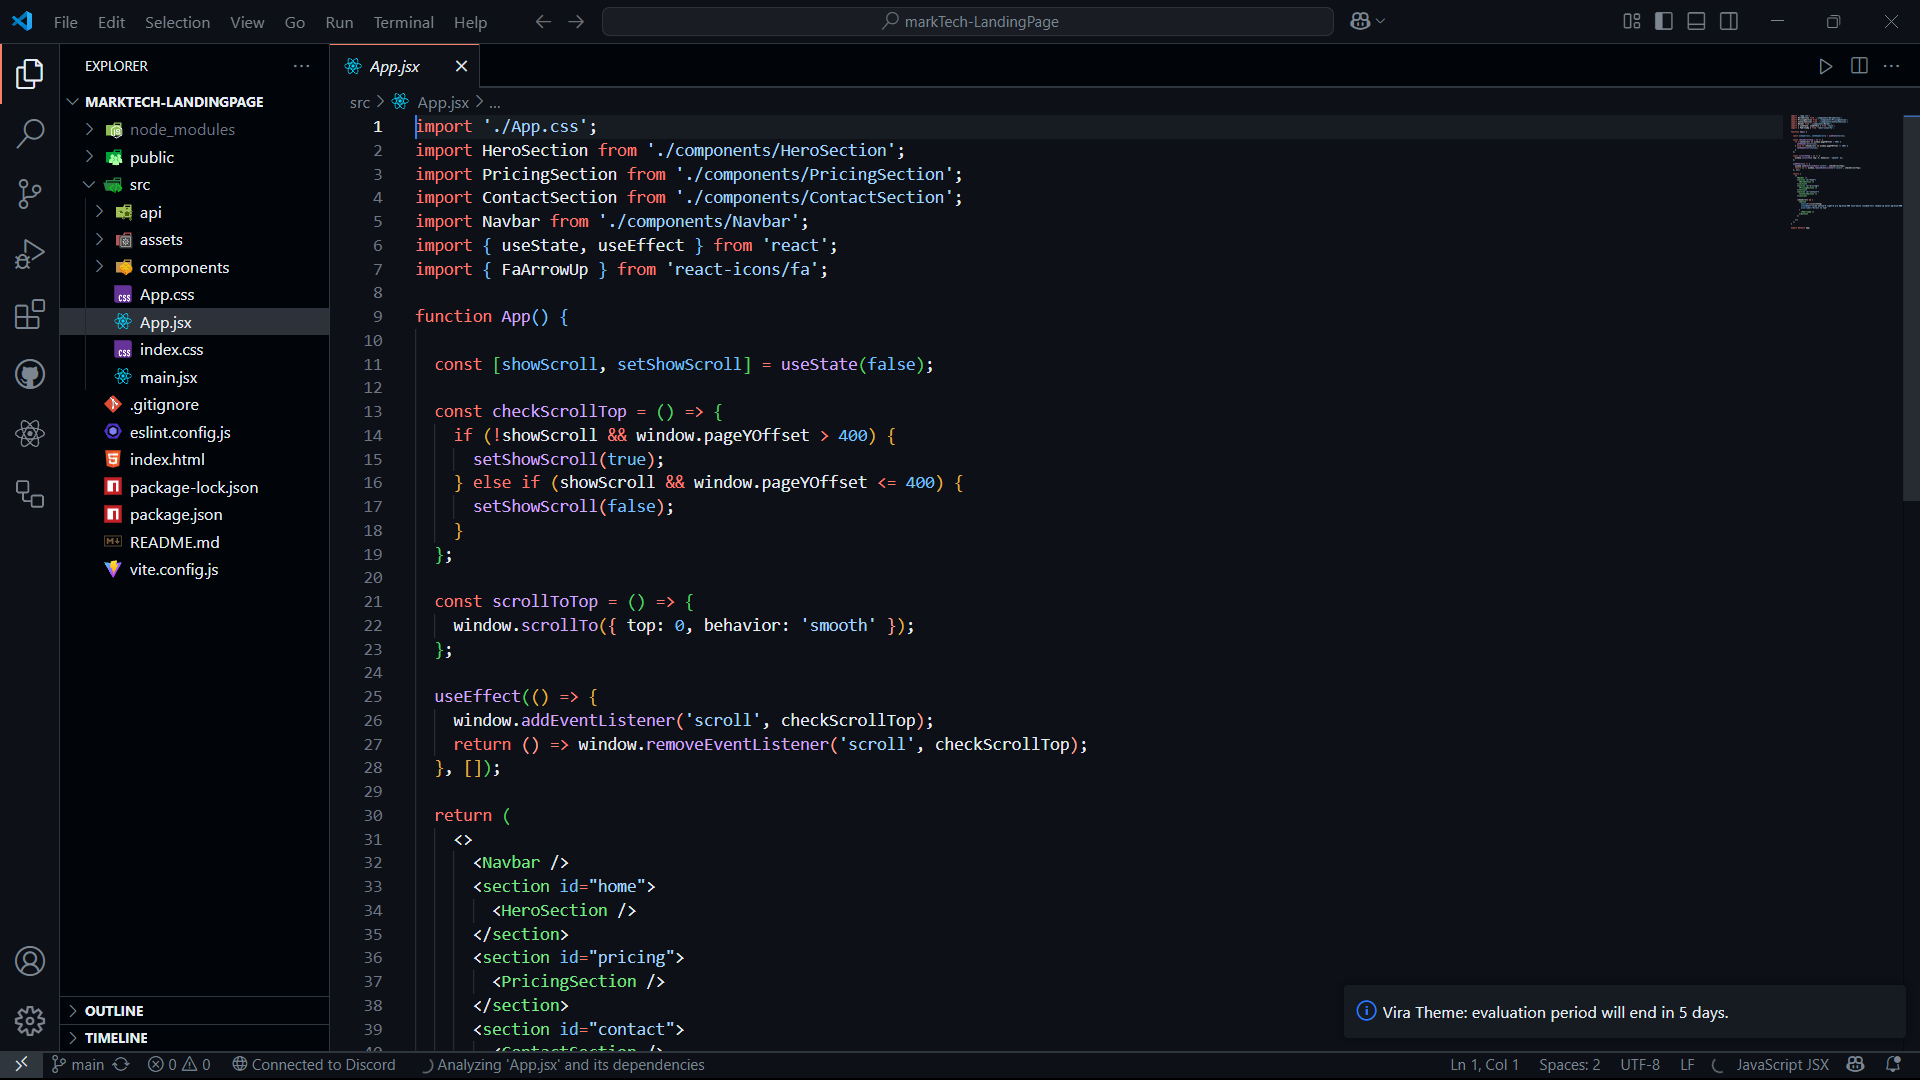 File Edit Selection View Go Run Terminal Help
markTech-LandingPage
EXPLORER
MARKTECH-LANDINGPAGE
node_modules
public
src
api
assets
components
App.css
App.jsx
index.css
main.jsx
.gitignore
eslint.config.js
index.html
package-lock.json
package.json
README.md
vite.config.js
OUTLINE
TIMELINE
App.jsx
src > App.jsx > ...
1 import './App.css';
2 import HeroSection from './components/HeroSection';
3 import PricingSection from './components/PricingSection';
4 import ContactSection from './components/ContactSection';
5 import Navbar from './components/Navbar';
6 import { useState, useEffect } from 'react';
7 import { FaArrowUp } from 'react-icons/fa';
8
9 function App() {
10
11 const [showScroll, setShowScroll] = useState(false);
12
13 const checkScrollTop = () => {
14 if (!showScroll && window.pageYOffset > 400) {
15 setShowScroll(true);
16 } else if (showScroll && window.pageYOffset <= 400) {
17 setShowScroll(false);
18 }
19 };
20
21 const scrollToTop = () => {
22 window.scrollTo({ top: 0, behavior: 'smooth' });
23 };
24
25 useEffect(() => {
26 window.addEventListener('scroll', checkScrollTop);
27 return () => window.removeEventListener('scroll', checkScrollTop);
28 }, []);
29
30 return (
31 <>
32 <Navbar />
33 <section id="home">
34 <HeroSection />
35 </section>
36 <section id="pricing">
37 <PricingSection />
38 </section>
39 <section id="contact">
40 <ContactSection />
Vira Theme: evaluation period will end in 5 days.
main 0 0 Connected to Discord Analyzing 'App.jsx' and its dependencies
Ln 1, Col 1 Spaces: 2 UTF-8 LF JavaScript JSX